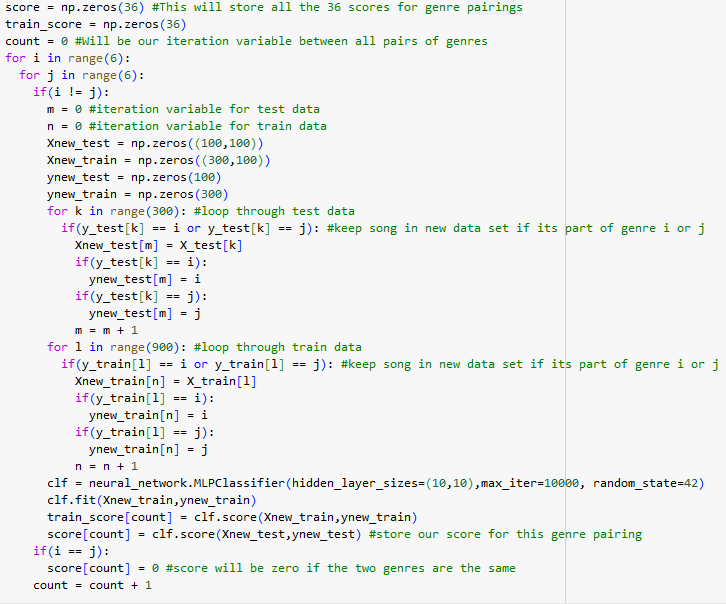 score = np.zeros(36) #This will store all the 36 scores for genre pairings
train_score = np.zeros(36)
count = 0 #Will be our iteration variable between all pairs of genres
for i in range(6):
  for j in range(6):
    if(i != j):
      m = 0 #iteration variable for test data
      n = 0 #iteration variable for train data
      Xnew_test = np.zeros((100,100))
      Xnew_train = np.zeros((300,100))
      ynew_test = np.zeros(100)
      ynew_train = np.zeros(300)
      for k in range(300): #loop through test data
        if(y_test[k] == i or y_test[k] == j): #keep song in new data set if its part of genre i or j
          Xnew_test[m] = X_test[k]
          if(y_test[k] == i):
            ynew_test[m] = i
          if(y_test[k] == j):
            ynew_test[m] = j
          m = m + 1
      for l in range(900): #loop through train data
        if(y_train[l] == i or y_train[l] == j): #keep song in new data set if its part of genre i or j
          Xnew_train[n] = X_train[l]
          if(y_train[l] == i):
            ynew_train[n] = i
          if(y_train[l] == j):
            ynew_train[n] = j
          n = n + 1
      clf = neural_network.MLPClassifier(hidden_layer_sizes=(10,10),max_iter=10000, random_state=42)
      clf.fit(Xnew_train,ynew_train)
      train_score[count] = clf.score(Xnew_train,ynew_train)
      score[count] = clf.score(Xnew_test,ynew_test) #store our score for this genre pairing
    if(i == j):
      score[count] = 0 #score will be zero if the two genres are the same
    count = count + 1